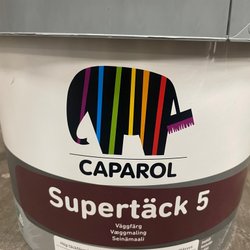 CAPAROL
Supertäck 5
Väggfärg
Vægmaling
Seinämaali